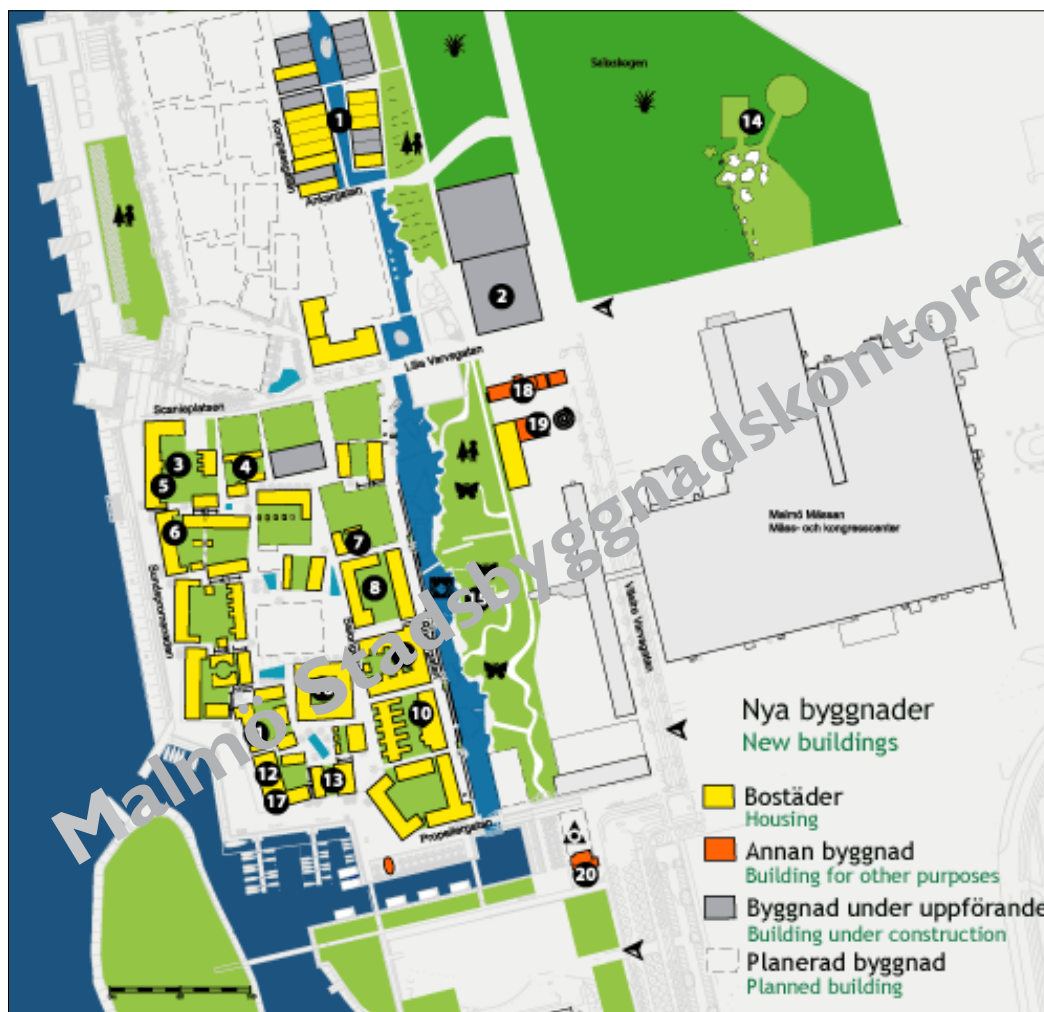 Saloskogen
14
1
Kompassgatan
Ankargatan
2
Lilla Varvsgatan
Scaniaplatsen
18
19
3
4
5
6
7
8
Malmö Mässan
Mäss- och kongresscenter
Västra Varvsgatan
Sundspromenaden
Malmö Stadsbyggnadskontoret
10
12
13
17
Propellergatan
20
Nya byggnader
New buildings
Bostäder
Housing
Annan byggnad
Building for other purposes
Byggnad under uppförande
Building under construction
Planerad byggnad
Planned building